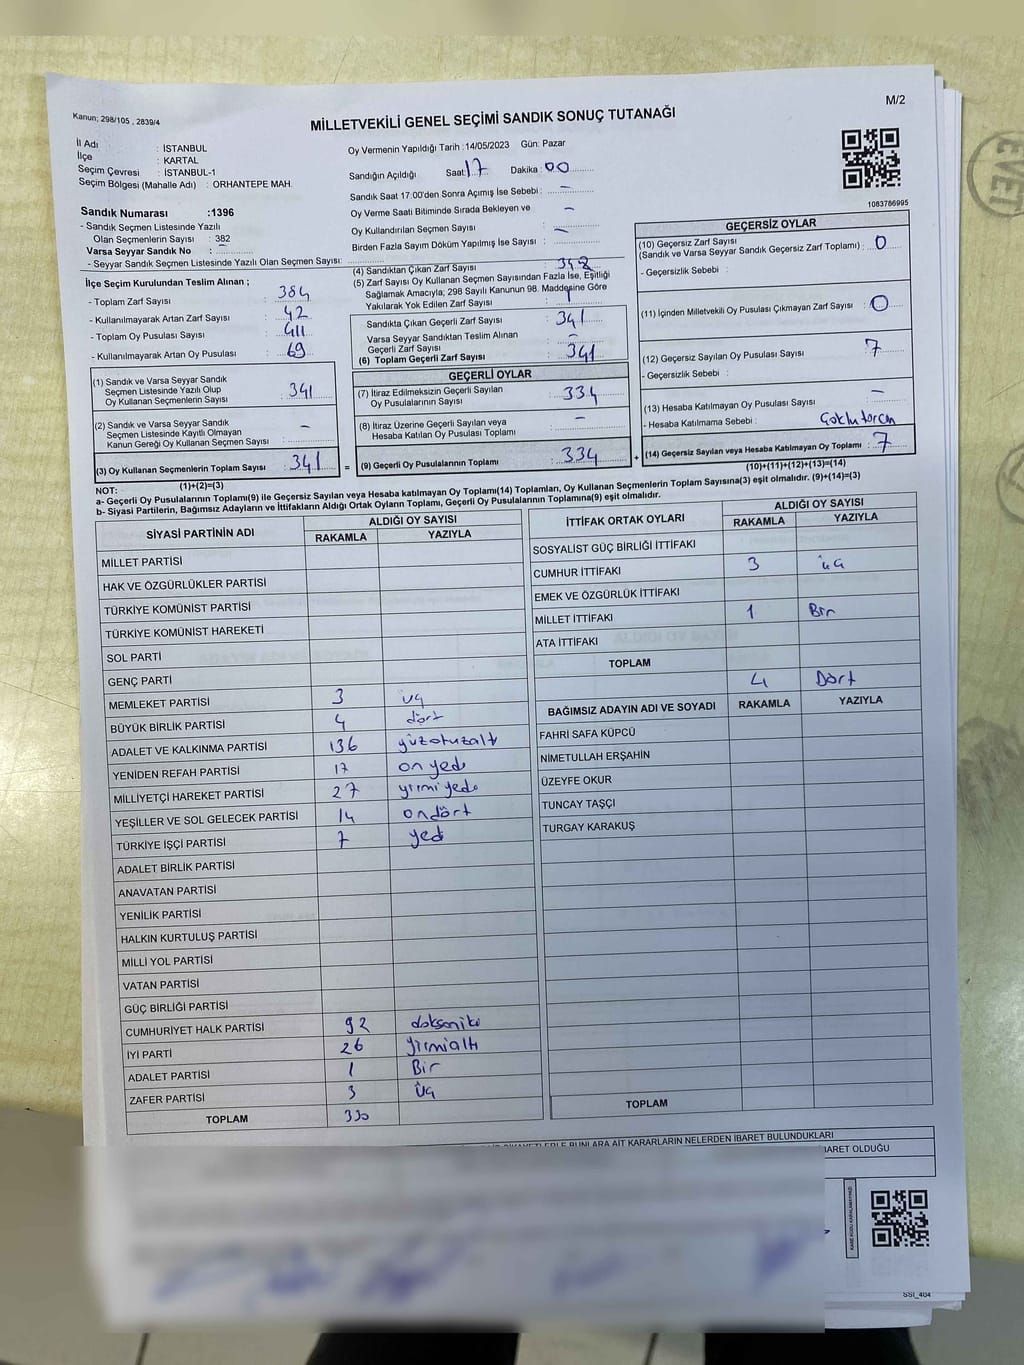 M/2
Kanun; 298/105 , 2839/4
MİLLETVEKİLİ GENEL SEÇİMİ SANDIK SONUÇ TUTANAĞI
İl Adı : İSTANBUL
İlçe : KARTAL
Seçim Çevresi : İSTANBUL-1
Seçim Bölgesi (Mahalle Adı) : ORHANTEPE MAH.
Sandık Numarası :1396
- Sandık Seçmen Listesinde Yazılı
Olan Seçmenlerin Sayısı : 382
Varsa Seyyar Sandık No : –
- Seyyar Sandık Seçmen Listesinde Yazılı Olan Seçmen Sayısı:
İlçe Seçim Kurulundan Teslim Alınan ;
- Toplam Zarf Sayısı : 384
- Kullanılmayarak Artan Zarf Sayısı : 42
- Toplam Oy Pusulası Sayısı : 411
- Kullanılmayarak Artan Oy Pusulası : 69
(1) Sandık ve Varsa Seyyar Sandık
Seçmen Listesinde Yazılı Olup
Oy Kullanan Seçmenlerin Sayısı : 341
(2) Sandık ve Varsa Seyyar Sandık
Seçmen Listesinde Kayıtlı Olmayan
Kanun Gereği Oy Kullanan Seçmen Sayısı : –
(3) Oy Kullanan Seçmenlerin Toplam Sayısı : 341
(1)+(2)=(3)
Oy Vermenin Yapıldığı Tarih : 14/05/2023 Gün: Pazar
Sandığın Açıldığı Saat: 17 Dakika : 00
Sandık Saat 17:00'den Sonra Açımış İse Sebebi : –
Oy Verme Saati Bitiminde Sırada Bekleyen ve –
Oy Kullandırılan Seçmen Sayısı : –
Birden Fazla Sayım Döküm Yapılmış İse Sayısı :
(4) Sandıktan Çıkan Zarf Sayısı : 342
(5) Zarf Sayısı Oy Kullanan Seçmen Sayısından Fazla İse, Eşitliği
Sağlamak Amacıyla; 298 Sayılı Kanunun 98. Maddesine Göre
Yakılarak Yok Edilen Zarf Sayısı : 1
Sandıkta Çıkan Geçerli Zarf Sayısı : 341
Varsa Seyyar Sandıktan Teslim Alınan
Geçerli Zarf Sayısı : –
(6) Toplam Geçerli Zarf Sayısı : 341
GEÇERLİ OYLAR
(7) İtiraz Edilmeksizin Geçerli Sayılan
Oy Pusulalarının Sayısı : 334
(8) İtiraz Üzerine Geçerli Sayılan veya
Hesaba Katılan Oy Pusulası Toplamı : –
= (9) Geçerli Oy Pusulalarının Toplamı : 334
1083786995
GEÇERSİZ OYLAR
(10) Geçersiz Zarf Sayısı
(Sandık ve Varsa Seyyar Sandık Geçersiz Zarf Toplamı) : 0
- Geçersizlik Sebebi :
(11) İçinden Milletvekili Oy Pusulası Çıkmayan Zarf Sayısı : 0
(12) Geçersiz Sayılan Oy Pusulası Sayısı : 7
- Geçersizlik Sebebi :
(13) Hesaba Katılmayan Oy Pusulası Sayısı : –
- Hesaba Katılmama Sebebi :
+ (14) Geçersiz Sayılan veya Hesaba Katılmayan Oy Toplamı : 7
(10)+(11)+(12)+(13)=(14)
NOT:
a- Geçerli Oy Pusulalarının Toplamı(9) ile Geçersiz Sayılan veya Hesaba katılmayan Oy Toplamı(14) Toplamları, Oy Kullanan Seçmenlerin Toplam Sayısına(3) eşit olmalıdır. (9)+(14)=(3)
b- Siyasi Partilerin, Bağımsız Adayların ve İttifakların Aldığı Ortak Oyların Toplamı, Geçerli Oy Pusulalarının Toplamına(9) eşit olmalıdır.
SİYASİ PARTİNİN ADI ALDIĞI OY SAYISI
RAKAMLA YAZIYLA
MİLLET PARTİSİ
HAK VE ÖZGÜRLÜKLER PARTİSİ
TÜRKİYE KOMÜNİST PARTİSİ
TÜRKİYE KOMÜNİST HAREKETİ
SOL PARTİ
GENÇ PARTİ
MEMLEKET PARTİSİ 3 üç
BÜYÜK BİRLİK PARTİSİ 4 dört
ADALET VE KALKINMA PARTİSİ 136 yüzotuzaltı
YENİDEN REFAH PARTİSİ 17 on yedi
MİLLİYETÇİ HAREKET PARTİSİ 27 yirmi yedi
YEŞİLLER VE SOL GELECEK PARTİSİ 14 ondört
TÜRKİYE İŞÇİ PARTİSİ 7 yedi
ADALET BİRLİK PARTİSİ
ANAVATAN PARTİSİ
YENİLİK PARTİSİ
HALKIN KURTULUŞ PARTİSİ
MİLLİ YOL PARTİSİ
VATAN PARTİSİ
GÜÇ BİRLİĞİ PARTİSİ
CUMHURİYET HALK PARTİSİ 92 doksaniki
İYİ PARTİ 26 yirmialtı
ADALET PARTİSİ 1 Bir
ZAFER PARTİSİ 3 Üç
TOPLAM 330
İTTİFAK ORTAK OYLARI ALDIĞI OY SAYISI
RAKAMLA YAZIYLA
SOSYALİST GÜÇ BİRLİĞİ İTTİFAKI
CUMHUR İTTİFAKI 3 üç
EMEK VE ÖZGÜRLÜK İTTİFAKI
MİLLET İTTİFAKI 1 Bir
ATA İTTİFAKI
TOPLAM 4 Dört
BAĞIMSIZ ADAYIN ADI VE SOYADI RAKAMLA YAZIYLA
FAHRİ SAFA KÜPCÜ
NİMETULLAH ERŞAHİN
ÜZEYFE OKUR
TUNCAY TAŞÇI
TURGAY KARAKUŞ
TOPLAM
BUNLARA AİT KARARLARIN NELERDEN İBARET BULUNDUKLARI
İBARET OLDUĞU
SSİ_404
EVET